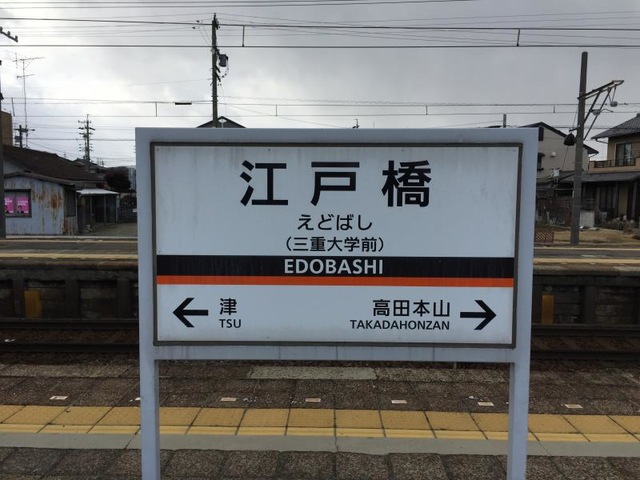 江戸橋
えどばし
（三重大学前）
EDOBASHI
← 津
TSU
高田本山 →
TAKADAHONZAN